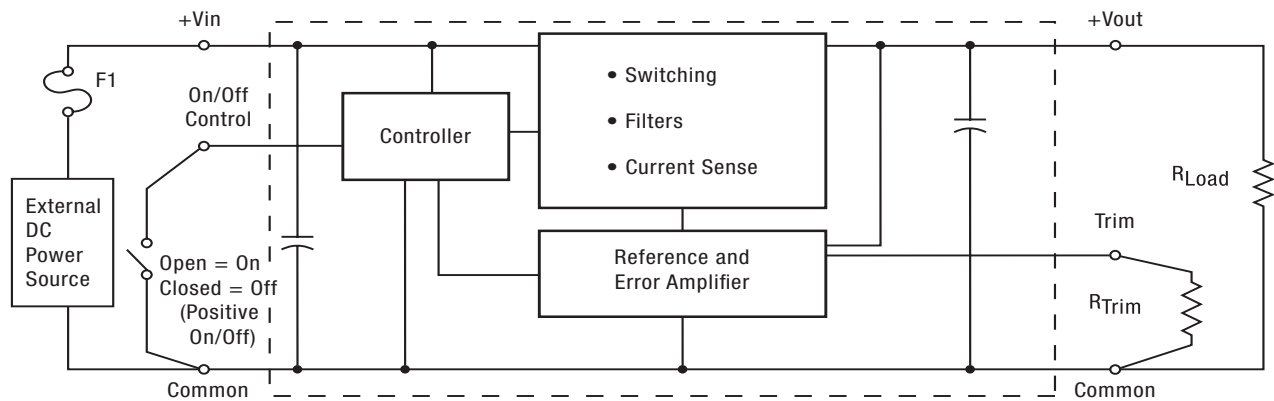 +Vin
+Vout
F1
On/Off
Control
Controller
• Switching
• Filters
• Current Sense
RLoad
External
DC
Power
Source
Open = On
Closed = Off
(Positive
On/Off)
Reference and
Error Amplifier
Trim
RTrim
Common
Common